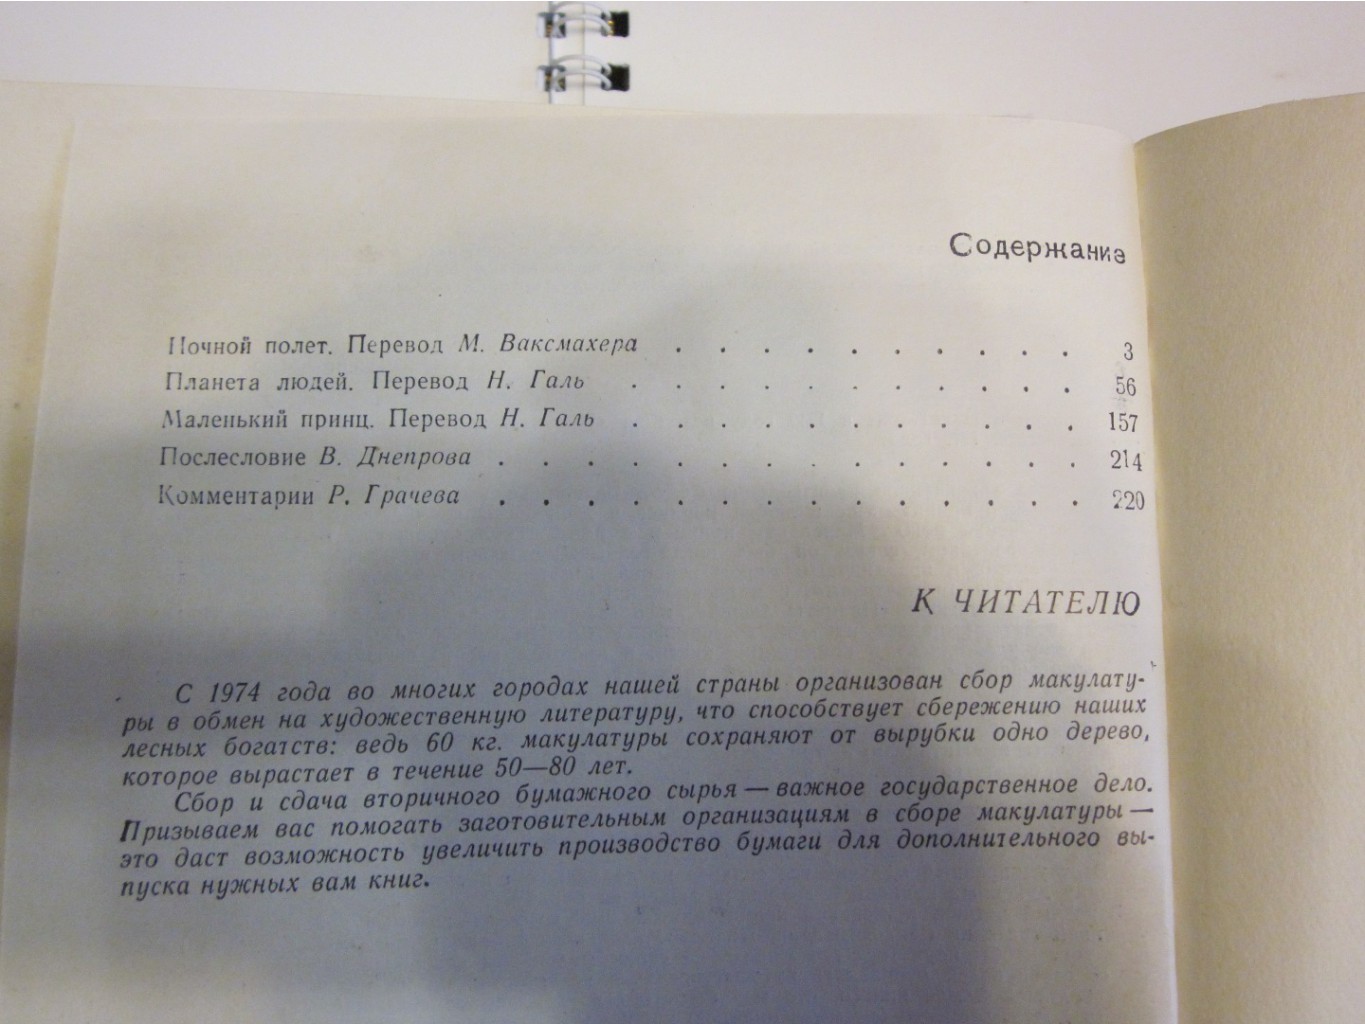 Содержание
Ночной полет. Перевод М. Ваксмахера . . . . . . . . . . 3
Планета людей. Перевод Н. Галь . . . . . . . . . . . 56
Маленький принц. Перевод Н. Галь . . . . . . . . . . . 157
Послесловие В. Днепрова . . . . . . . . . . . . . . 214
Комментарии Р. Грачева . . . . . . . . . . . . . . 220
К ЧИТАТЕЛЮ
С 1974 года во многих городах нашей страны организован сбор макулату-
ры в обмен на художественную литературу, что способствует сбережению наших
лесных богатств: ведь 60 кг. макулатуры сохраняют от вырубки одно дерево,
которое вырастает в течение 50—80 лет.
Сбор и сдача вторичного бумажного сырья — важное государственное дело.
Призываем вас помогать заготовительным организациям в сборе макулатуры —
это даст возможность увеличить производство бумаги для дополнительного вы-
пуска нужных вам книг.